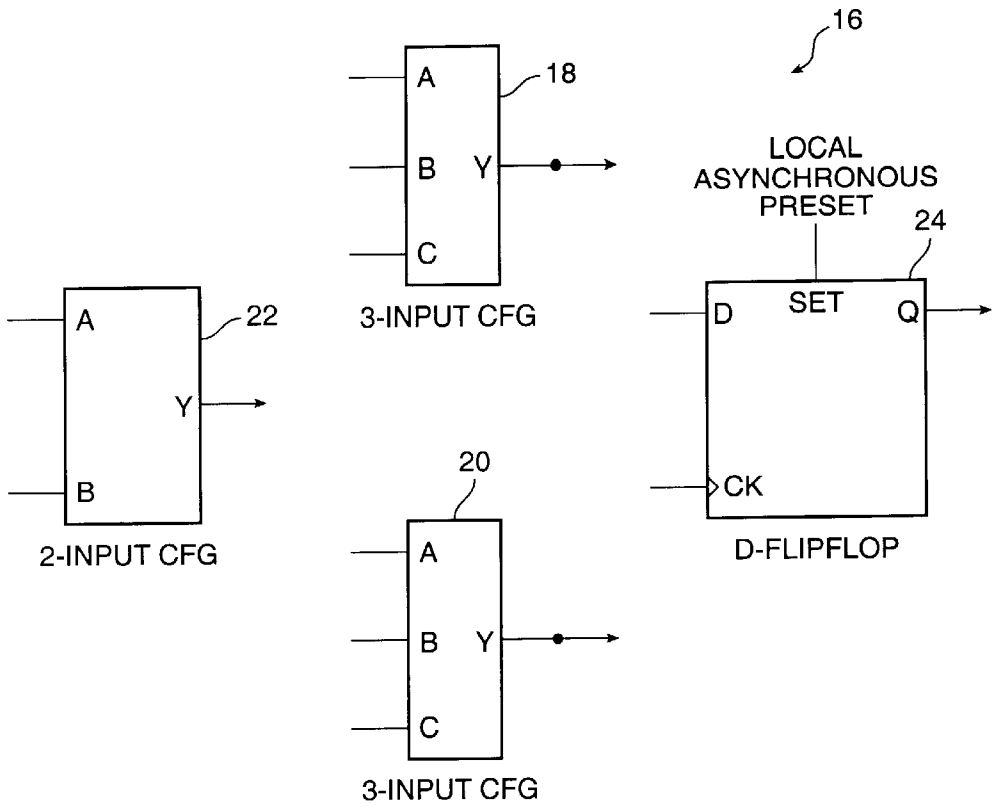 16
A
18
B
Y
C
3-INPUT CFG
LOCAL
ASYNCHRONOUS
PRESET
24
D
SET
Q
CK
D-FLIPFLOP
A
22
Y
B
2-INPUT CFG
20
A
B
Y
C
3-INPUT CFG